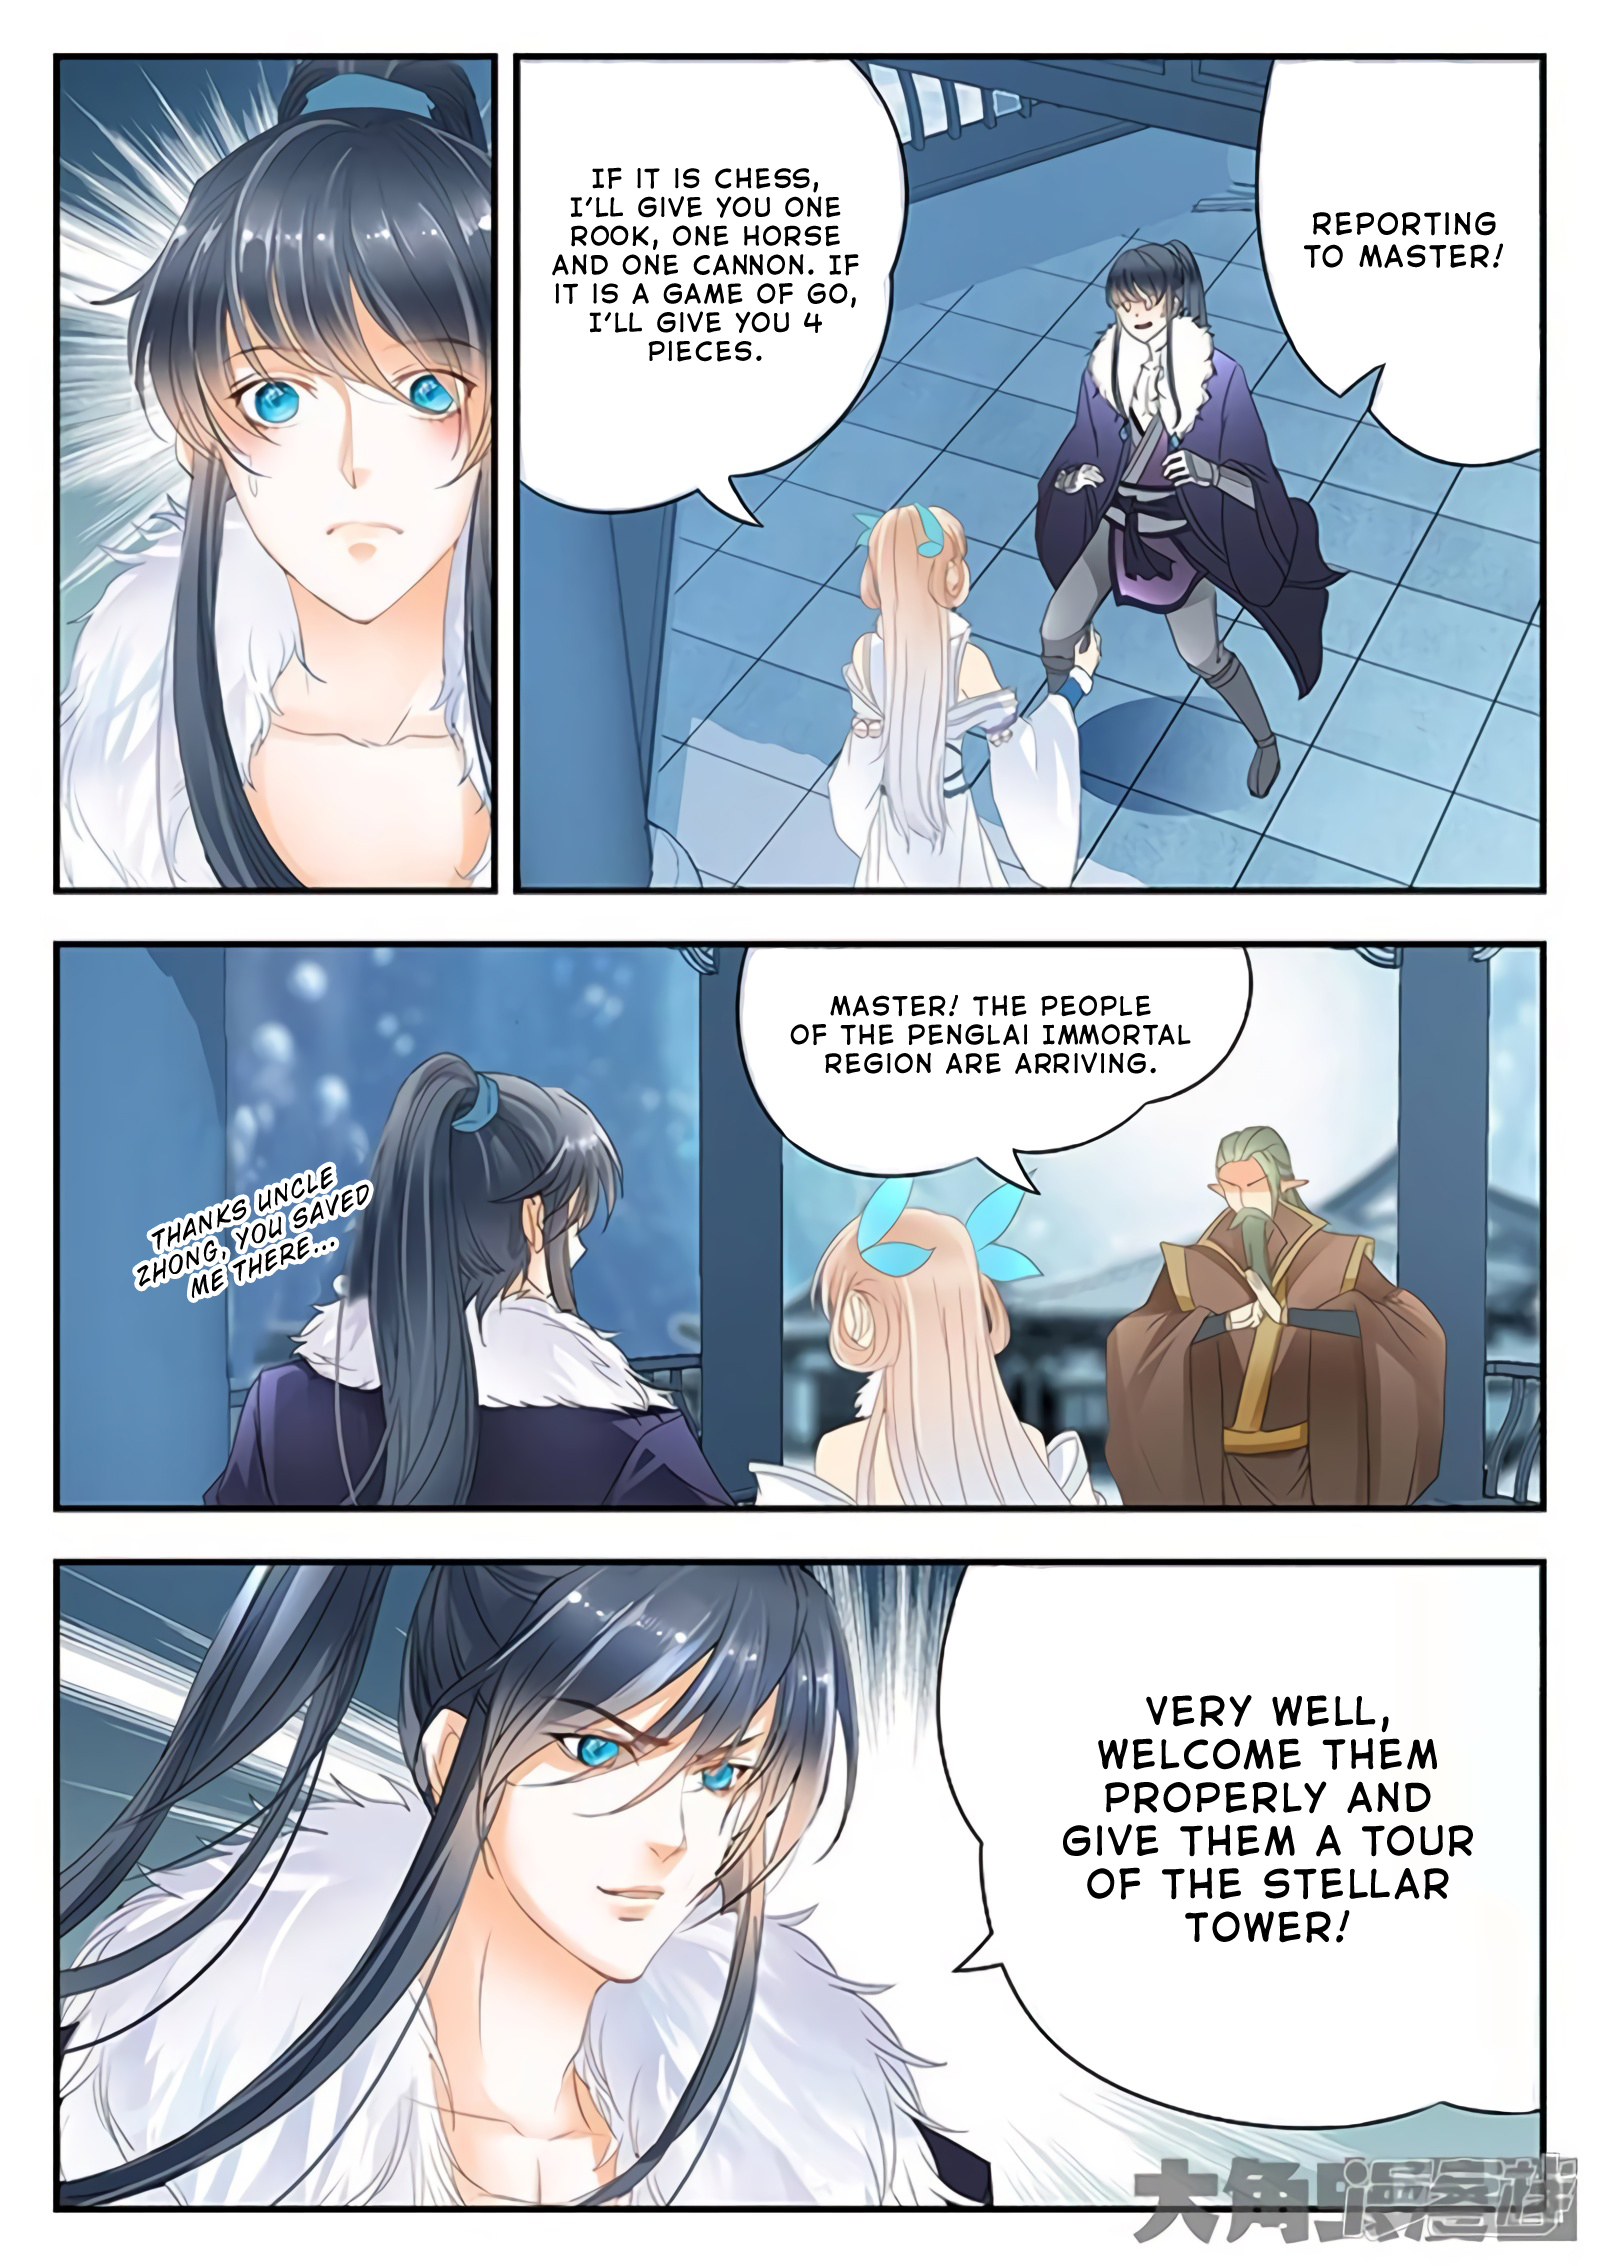 IF IT IS CHESS,
I'LL GIVE YOU ONE
ROOK, ONE HORSE
AND ONE CANNON. IF
IT IS A GAME OF GO,
I'LL GIVE YOU 4
PIECES.
REPORTING
TO MASTER!
MASTER! THE PEOPLE
OF THE PENGLAI IMMORTAL
REGION ARE ARRIVING.
THANKS UNCLE
ZHONG, YOU SAVED
ME THERE...
VERY WELL,
WELCOME THEM
PROPERLY AND
GIVE THEM A TOUR
OF THE STELLAR
TOWER!
大角虫漫画